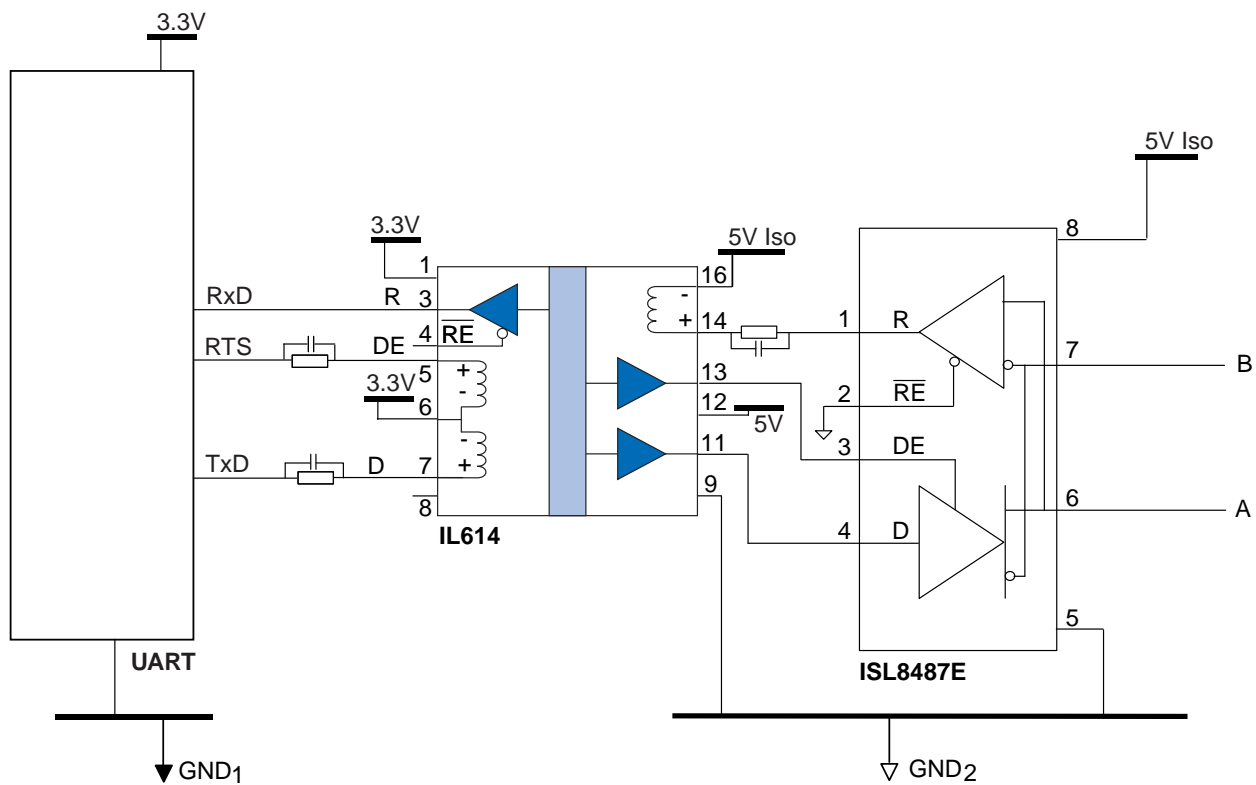 3.3V
5V Iso
3.3V
5V Iso
8
1
16
RxD
R
3
-
+
14
1
R
4
RE
7
B
RTS
DE
5
+
-
13
2
RE
3.3V
6
12
5V
-
+
3
DE
TxD
D
7
11
9
6
A
8
4
D
IL614
5
UART
ISL8487E
GND1
GND2